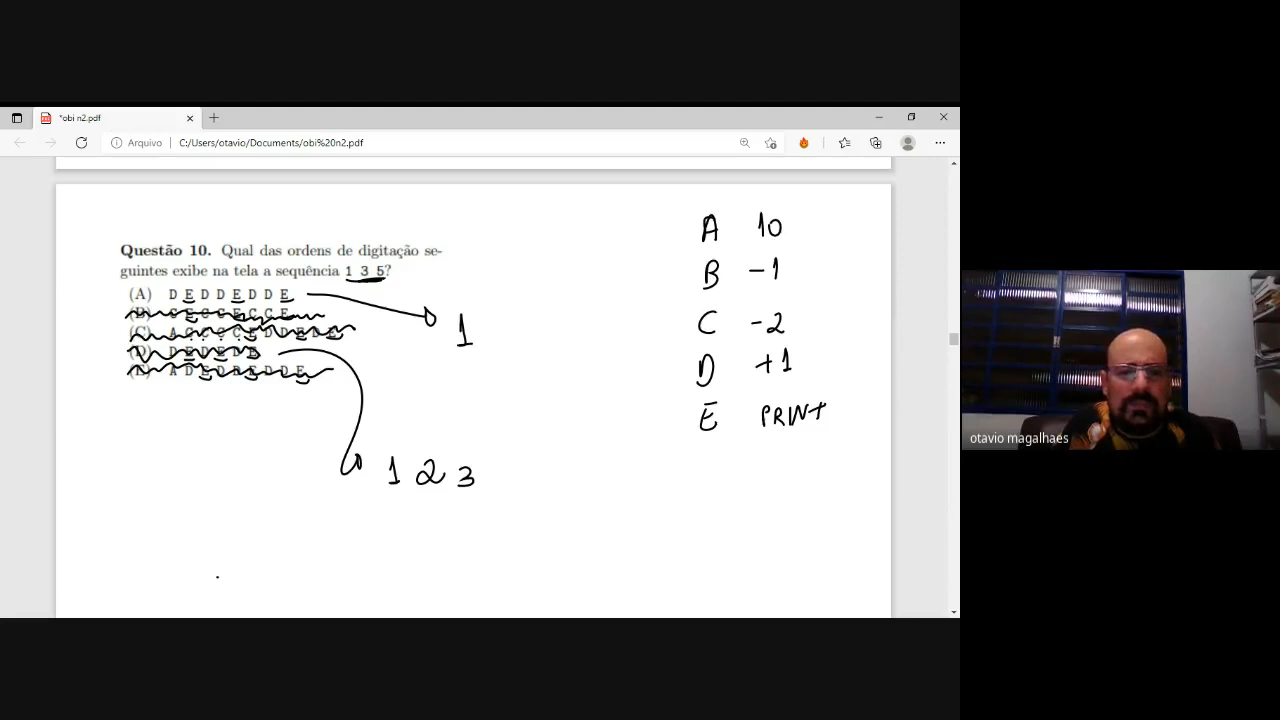 *obi n2.pdf
Arquivo C:/Users/otavio/Documents/obi%20n2.pdf
Questão 10. Qual das ordens de digitação se-
guintes exibe na tela a sequência 1 3 5?
(A) D E D D E D D E
(B) C E C C E C C E
(C) A C C C C E D D E D E
(D) D E D E D E
(E) A D E D E D D E
1
1 2 3
A 10
B -1
C -2
D +1
E PRINT
otavio magalhaes